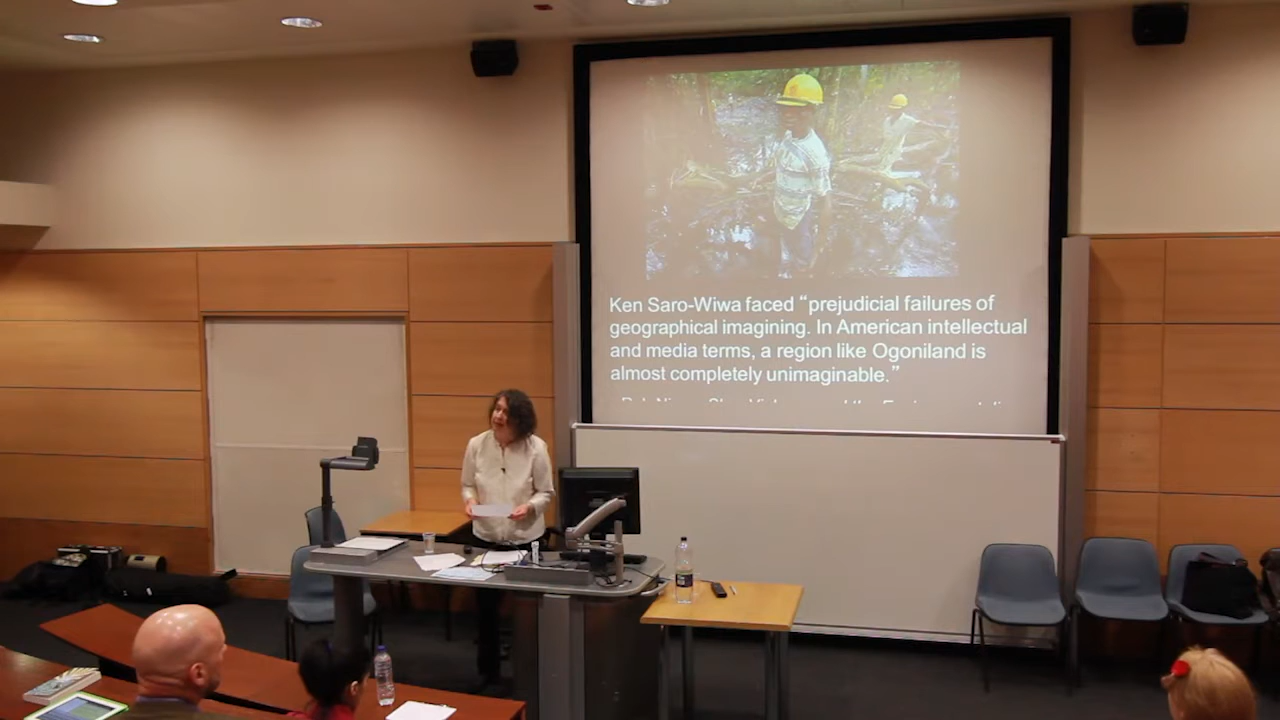 Ken Saro-Wiwa faced “prejudicial failures of
geographical imagining. In American intellectual
and media terms, a region like Ogoniland is
almost completely unimaginable.”